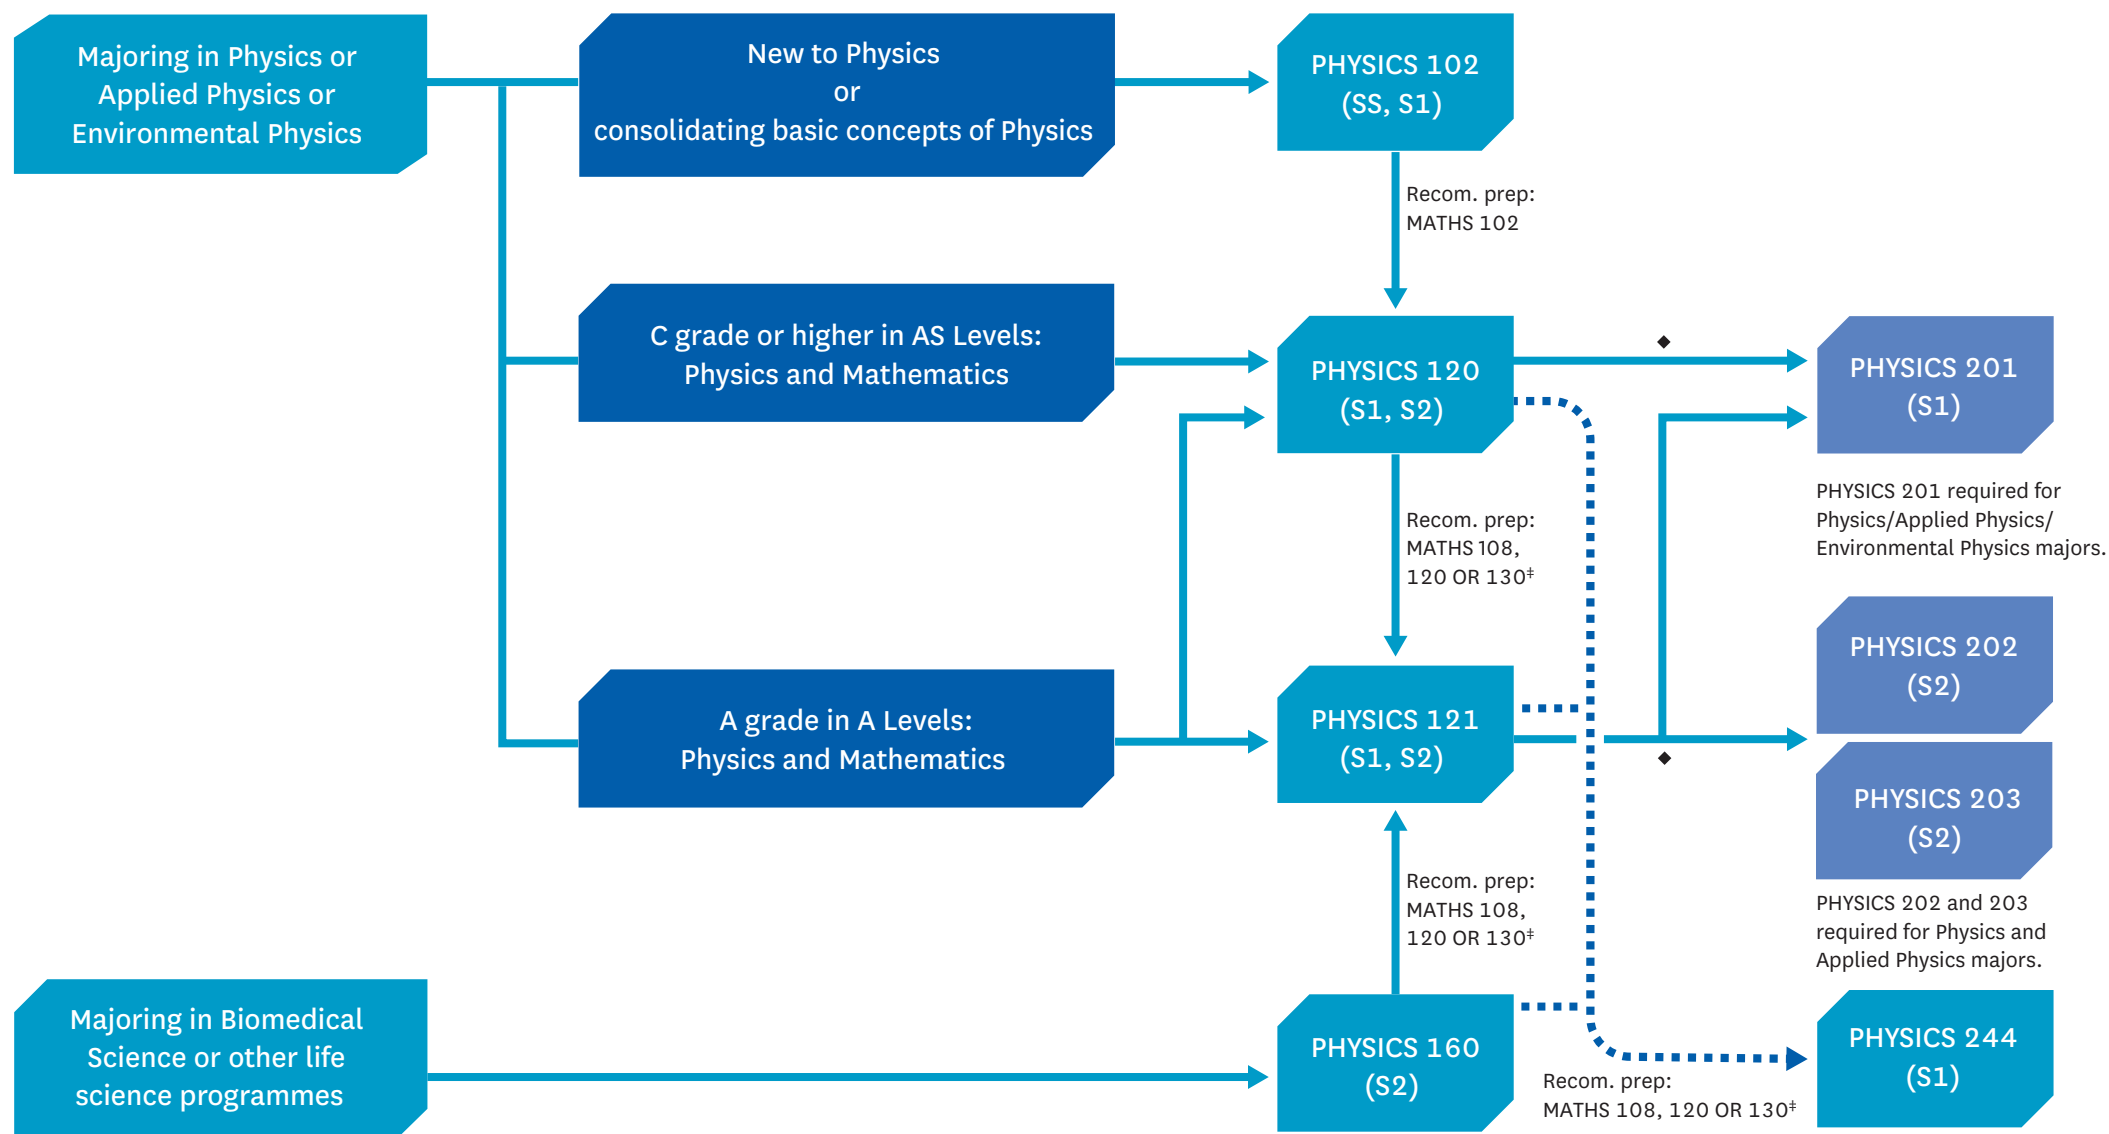 Majoring in Physics or
Applied Physics or
Environmental Physics
New to Physics
or
consolidating basic concepts of Physics
PHYSICS 102
(SS, S1)
Recom. prep:
MATHS 102
C grade or higher in AS Levels:
Physics and Mathematics
PHYSICS 120
(S1, S2)
◆
PHYSICS 201
(S1)
PHYSICS 201 required for
Physics/Applied Physics/
Environmental Physics majors.
Recom. prep:
MATHS 108,
120 OR 130‡
A grade in A Levels:
Physics and Mathematics
PHYSICS 121
(S1, S2)
◆
PHYSICS 202
(S2)
PHYSICS 203
(S2)
PHYSICS 202 and 203
required for Physics and
Applied Physics majors.
Recom. prep:
MATHS 108,
120 OR 130‡
Majoring in Biomedical
Science or other life
science programmes
PHYSICS 160
(S2)
Recom. prep:
MATHS 108, 120 OR 130‡
PHYSICS 244
(S1)